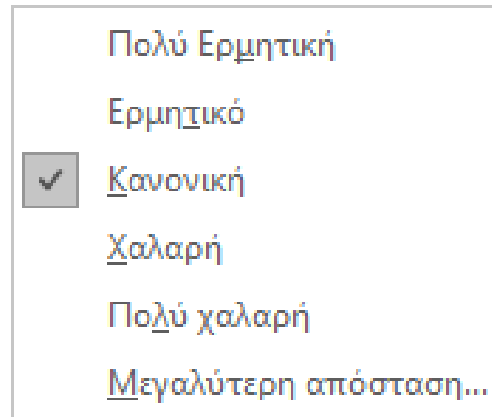 Πολύ Ερμητική
Ερμητικό
Κανονική
Χαλαρή
Πολύ χαλαρή
Μεγαλύτερη απόσταση...